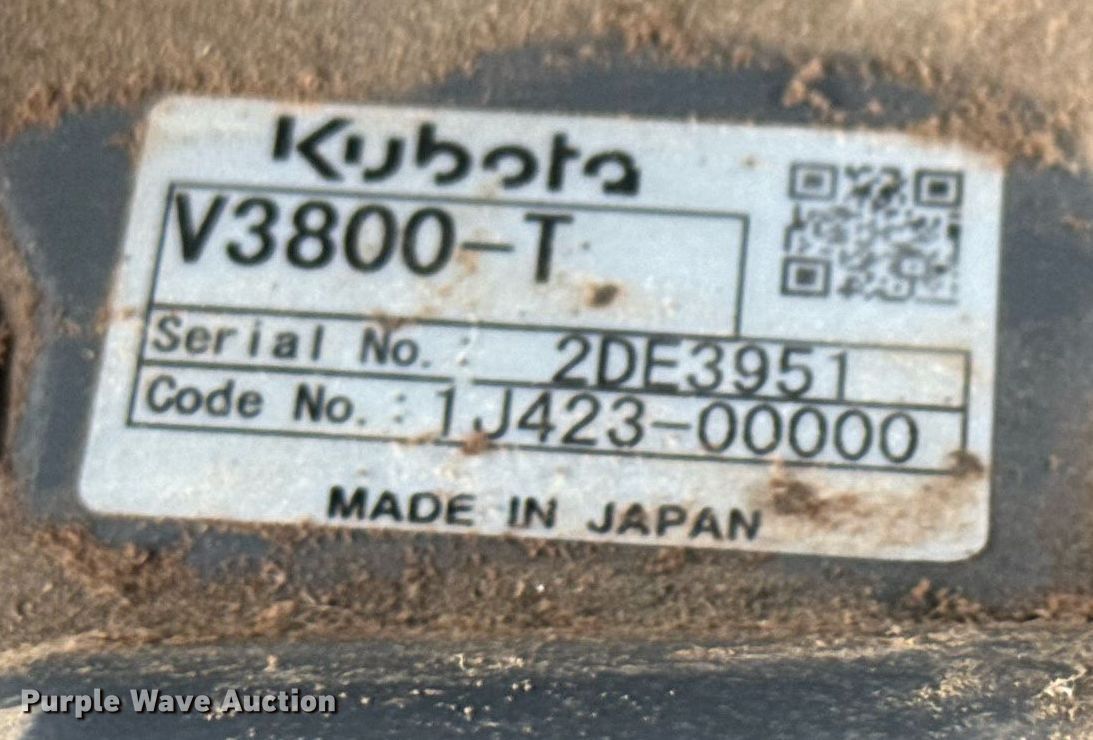 Kubota
V3800-T
Serial No. : 2DE3951
Code No. : 1J423-00000
MADE IN JAPAN
Purple Wave Auction